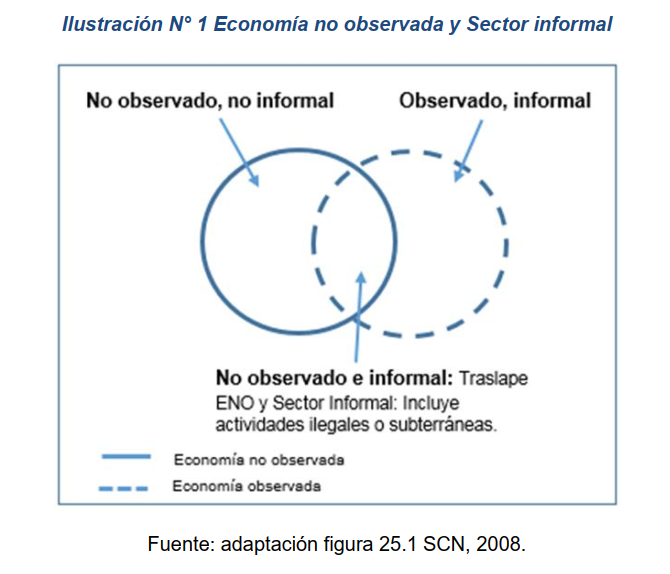 Ilustración N° 1 Economía no observada y Sector informal
No observado, no informal
Observado, informal
No observado e informal: Traslape
ENO y Sector Informal: Incluye
actividades ilegales o subterráneas.
Economía no observada
Economía observada
Fuente: adaptación figura 25.1 SCN, 2008.